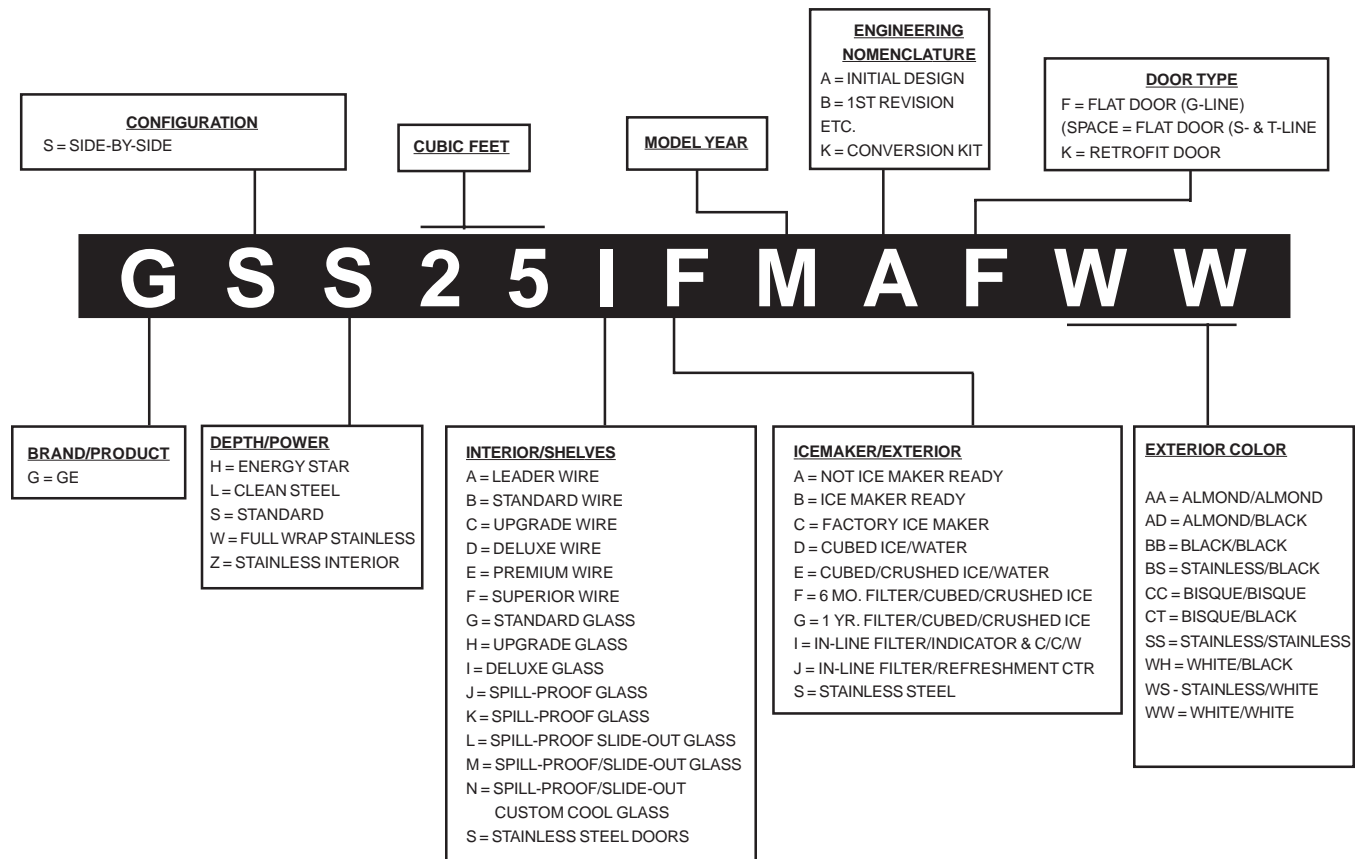 ENGINEERING
NOMENCLATURE
A = INITIAL DESIGN
B = 1ST REVISION
ETC.
K = CONVERSION KIT
DOOR TYPE
F = FLAT DOOR (G-LINE)
(SPACE = FLAT DOOR (S- & T-LINE
K = RETROFIT DOOR
CONFIGURATION
S = SIDE-BY-SIDE
CUBIC FEET
MODEL YEAR
G S S 2 5 I F M A F W W
BRAND/PRODUCT
G = GE
DEPTH/POWER
H = ENERGY STAR
L = CLEAN STEEL
S = STANDARD
W = FULL WRAP STAINLESS
Z = STAINLESS INTERIOR
INTERIOR/SHELVES
A = LEADER WIRE
B = STANDARD WIRE
C = UPGRADE WIRE
D = DELUXE WIRE
E = PREMIUM WIRE
F = SUPERIOR WIRE
G = STANDARD GLASS
H = UPGRADE GLASS
I = DELUXE GLASS
J = SPILL-PROOF GLASS
K = SPILL-PROOF GLASS
L = SPILL-PROOF SLIDE-OUT GLASS
M = SPILL-PROOF/SLIDE-OUT GLASS
N = SPILL-PROOF/SLIDE-OUT
CUSTOM COOL GLASS
S = STAINLESS STEEL DOORS
ICEMAKER/EXTERIOR
A = NOT ICE MAKER READY
B = ICE MAKER READY
C = FACTORY ICE MAKER
D = CUBED ICE/WATER
E = CUBED/CRUSHED ICE/WATER
F = 6 MO. FILTER/CUBED/CRUSHED ICE
G = 1 YR. FILTER/CUBED/CRUSHED ICE
I = IN-LINE FILTER/INDICATOR & C/C/W
J = IN-LINE FILTER/REFRESHMENT CTR
S = STAINLESS STEEL
EXTERIOR COLOR
AA = ALMOND/ALMOND
AD = ALMOND/BLACK
BB = BLACK/BLACK
BS = STAINLESS/BLACK
CC = BISQUE/BISQUE
CT = BISQUE/BLACK
SS = STAINLESS/STAINLESS
WH = WHITE/BLACK
WS - STAINLESS/WHITE
WW = WHITE/WHITE